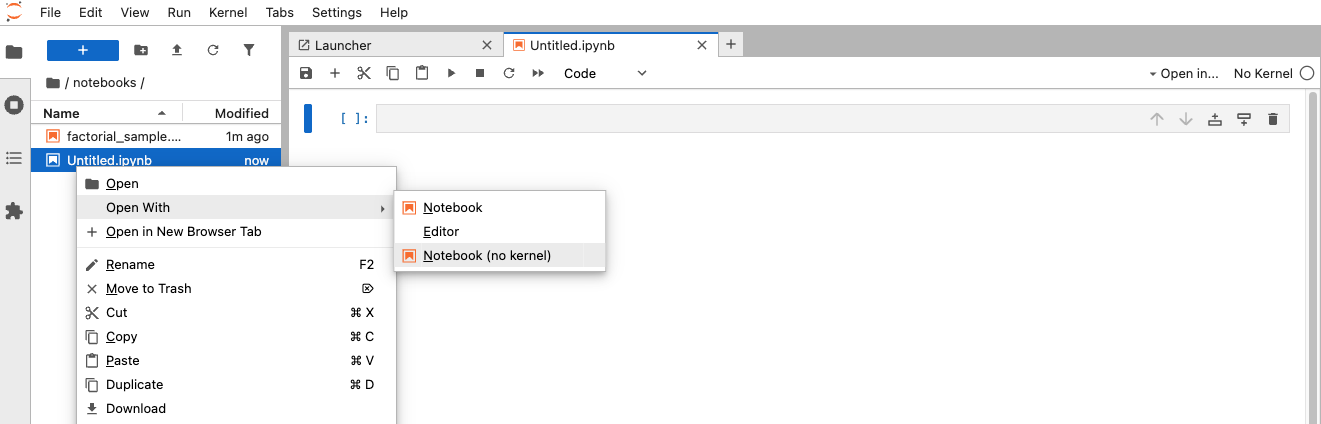 File Edit View Run Kernel Tabs Settings Help
Launcher
Untitled.ipynb
Code
Open in...
No Kernel
/ notebooks /
Name Modified
factorial_sample.... 1m ago
Untitled.ipynb now
[ ]:
Open
Open With
Open in New Browser Tab
Rename F2
Move to Trash
Cut ⌘ X
Copy ⌘ C
Paste ⌘ V
Duplicate ⌘ D
Download
Notebook
Editor
Notebook (no kernel)